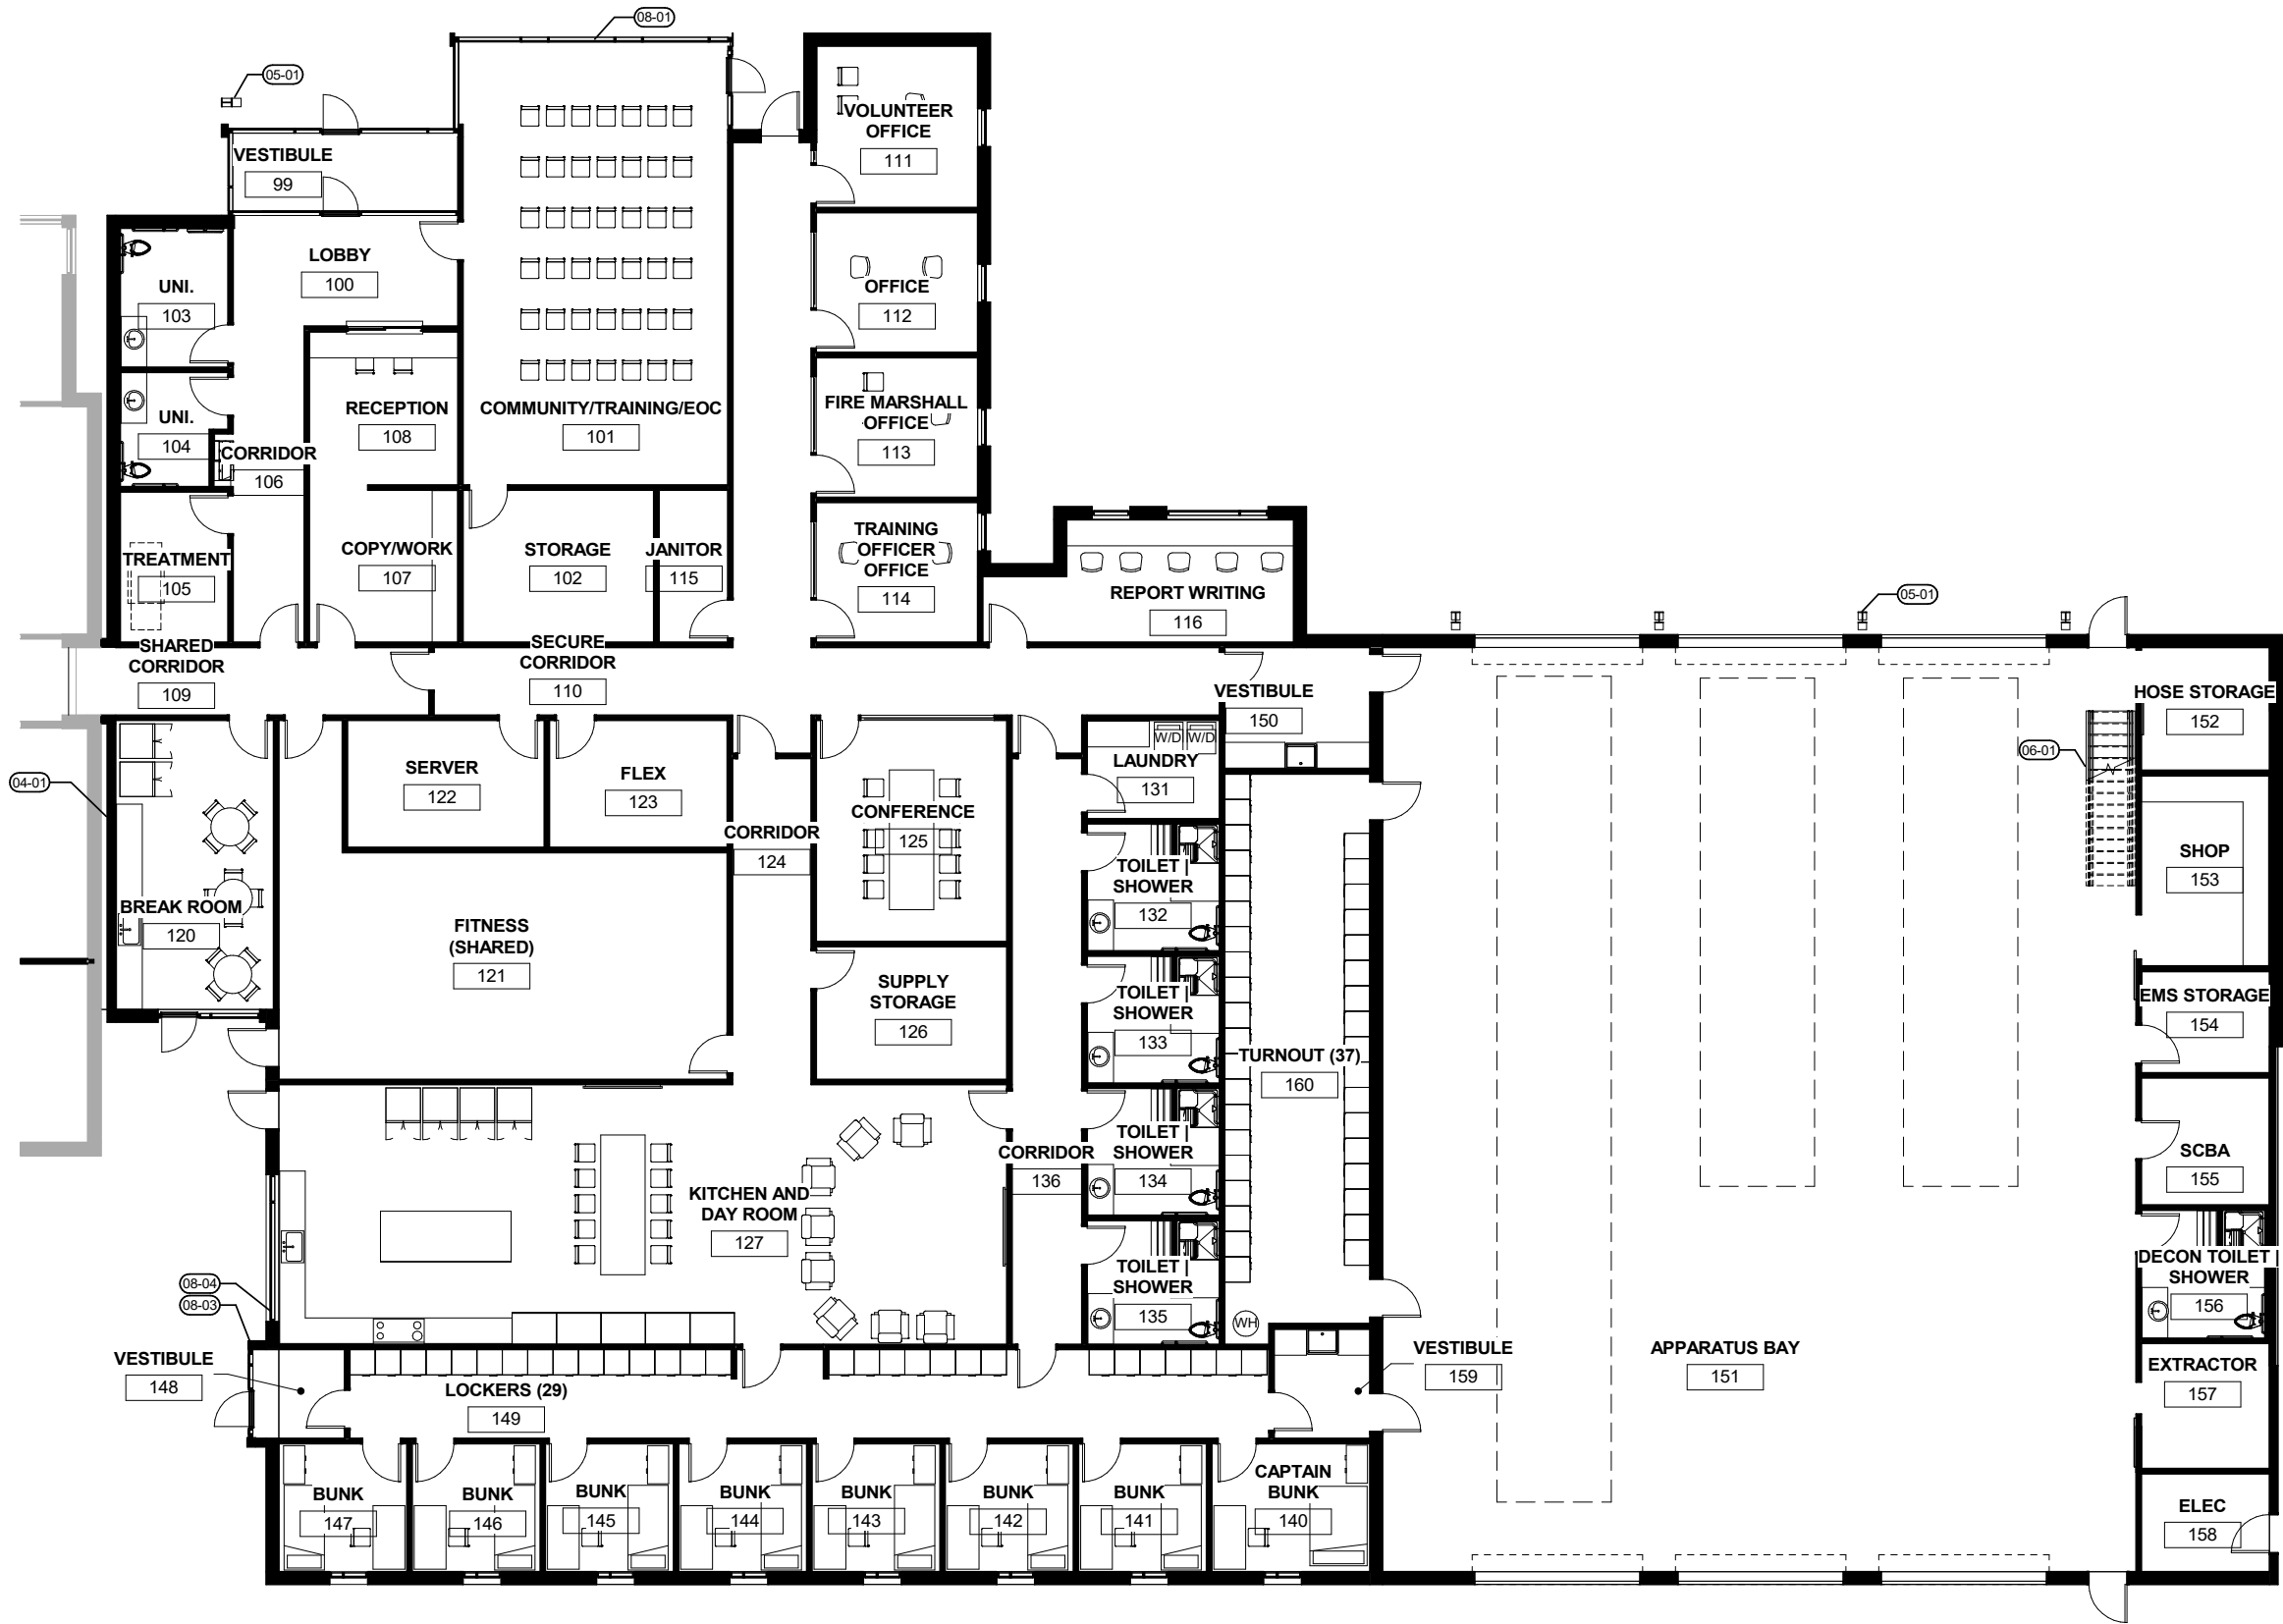 08-01
05-01
VOLUNTEER
OFFICE
111
VESTIBULE
99
LOBBY
100
UNI.
103
OFFICE
112
RECEPTION
108
COMMUNITY/TRAINING/EOC
101
FIRE MARSHALL
OFFICE
113
UNI.
104
CORRIDOR
106
TREATMENT
105
COPY/WORK
107
STORAGE
102
JANITOR
115
TRAINING
OFFICER
OFFICE
114
REPORT WRITING
116
05-01
SHARED
CORRIDOR
109
SECURE
CORRIDOR
110
VESTIBULE
150
HOSE STORAGE
152
06-01
04-01
SERVER
122
FLEX
123
W/D
W/D
LAUNDRY
131
CORRIDOR
124
CONFERENCE
125
SHOP
153
TOILET |
SHOWER
132
BREAK ROOM
120
FITNESS
(SHARED)
121
SUPPLY
STORAGE
126
TOILET |
SHOWER
133
EMS STORAGE
154
TURNOUT (37)
160
TOILET |
SHOWER
134
CORRIDOR
136
SCBA
155
KITCHEN AND
DAY ROOM
127
TOILET |
SHOWER
135
DECON TOILET |
SHOWER
156
08-04
08-03
WH
VESTIBULE
148
VESTIBULE
159
APPARATUS BAY
151
EXTRACTOR
157
LOCKERS (29)
149
BUNK
147
BUNK
146
BUNK
145
BUNK
144
BUNK
143
BUNK
142
BUNK
141
CAPTAIN
BUNK
140
ELEC
158